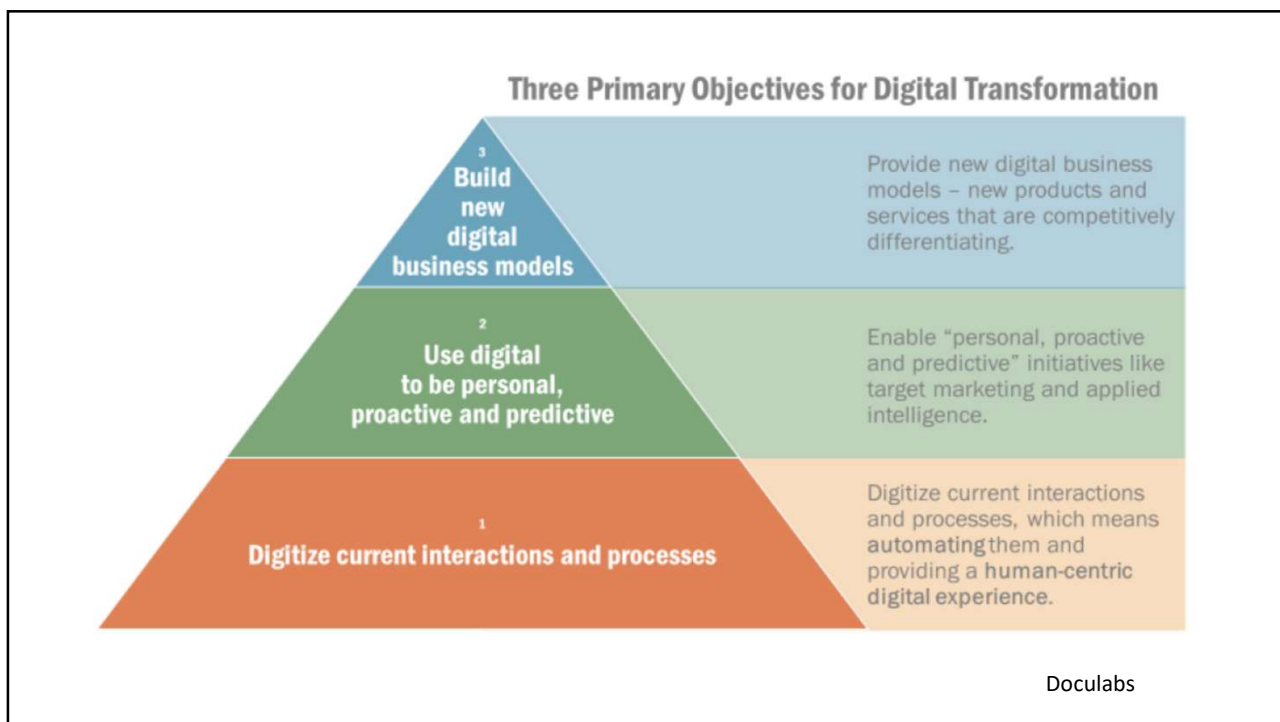 Three Primary Objectives for Digital Transformation
3
Build
new
digital
business models
Provide new digital business
models – new products and
services that are competitively
differentiating.
2
Use digital
to be personal,
proactive and predictive
Enable “personal, proactive
and predictive” initiatives like
target marketing and applied
intelligence.
1
Digitize current interactions and processes
Digitize current interactions
and processes, which means
automating them and
providing a human-centric
digital experience.
Doculabs